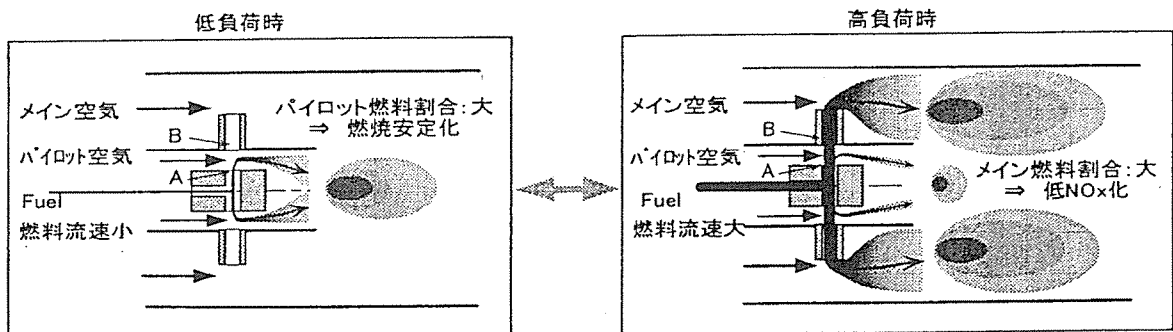 低負荷時
メイン空気
B
パイロット燃料割合：大
⇒ 燃焼安定化
パイロット空気
A
Fuel
燃料流速小
高負荷時
メイン空気
B
パイロット空気
A
Fuel
燃料流速大
メイン燃料割合：大
⇒ 低NOx化